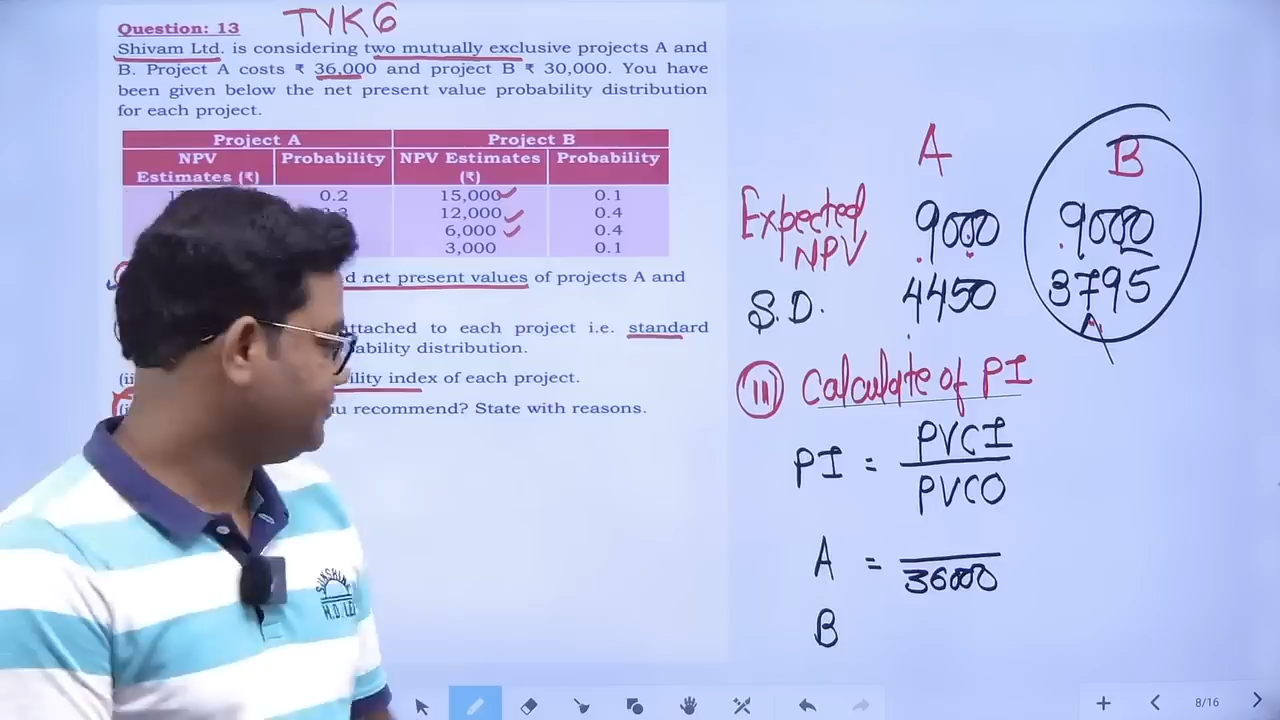 Question: 13
TYK6
Shivam Ltd. is considering two mutually exclusive projects A and
B. Project A costs ₹ 36,000 and project B ₹ 30,000. You have
been given below the net present value probability distribution
for each project.
Project A Project B
NPV Estimates (₹) Probability NPV Estimates (₹) Probability
0.2 15,000 0.1
12,000 0.4
6,000 0.4
3,000 0.1
net present values of projects A and
attached to each project i.e. standard
distribution.
index of each project.
recommend? State with reasons.
A B
Expected NPV 9000 9000
S.D. 4450 3795
(iii) Calculate of PI
PI = PVCI / PVCO
A = 36000
B
SUKSHINE
8/16